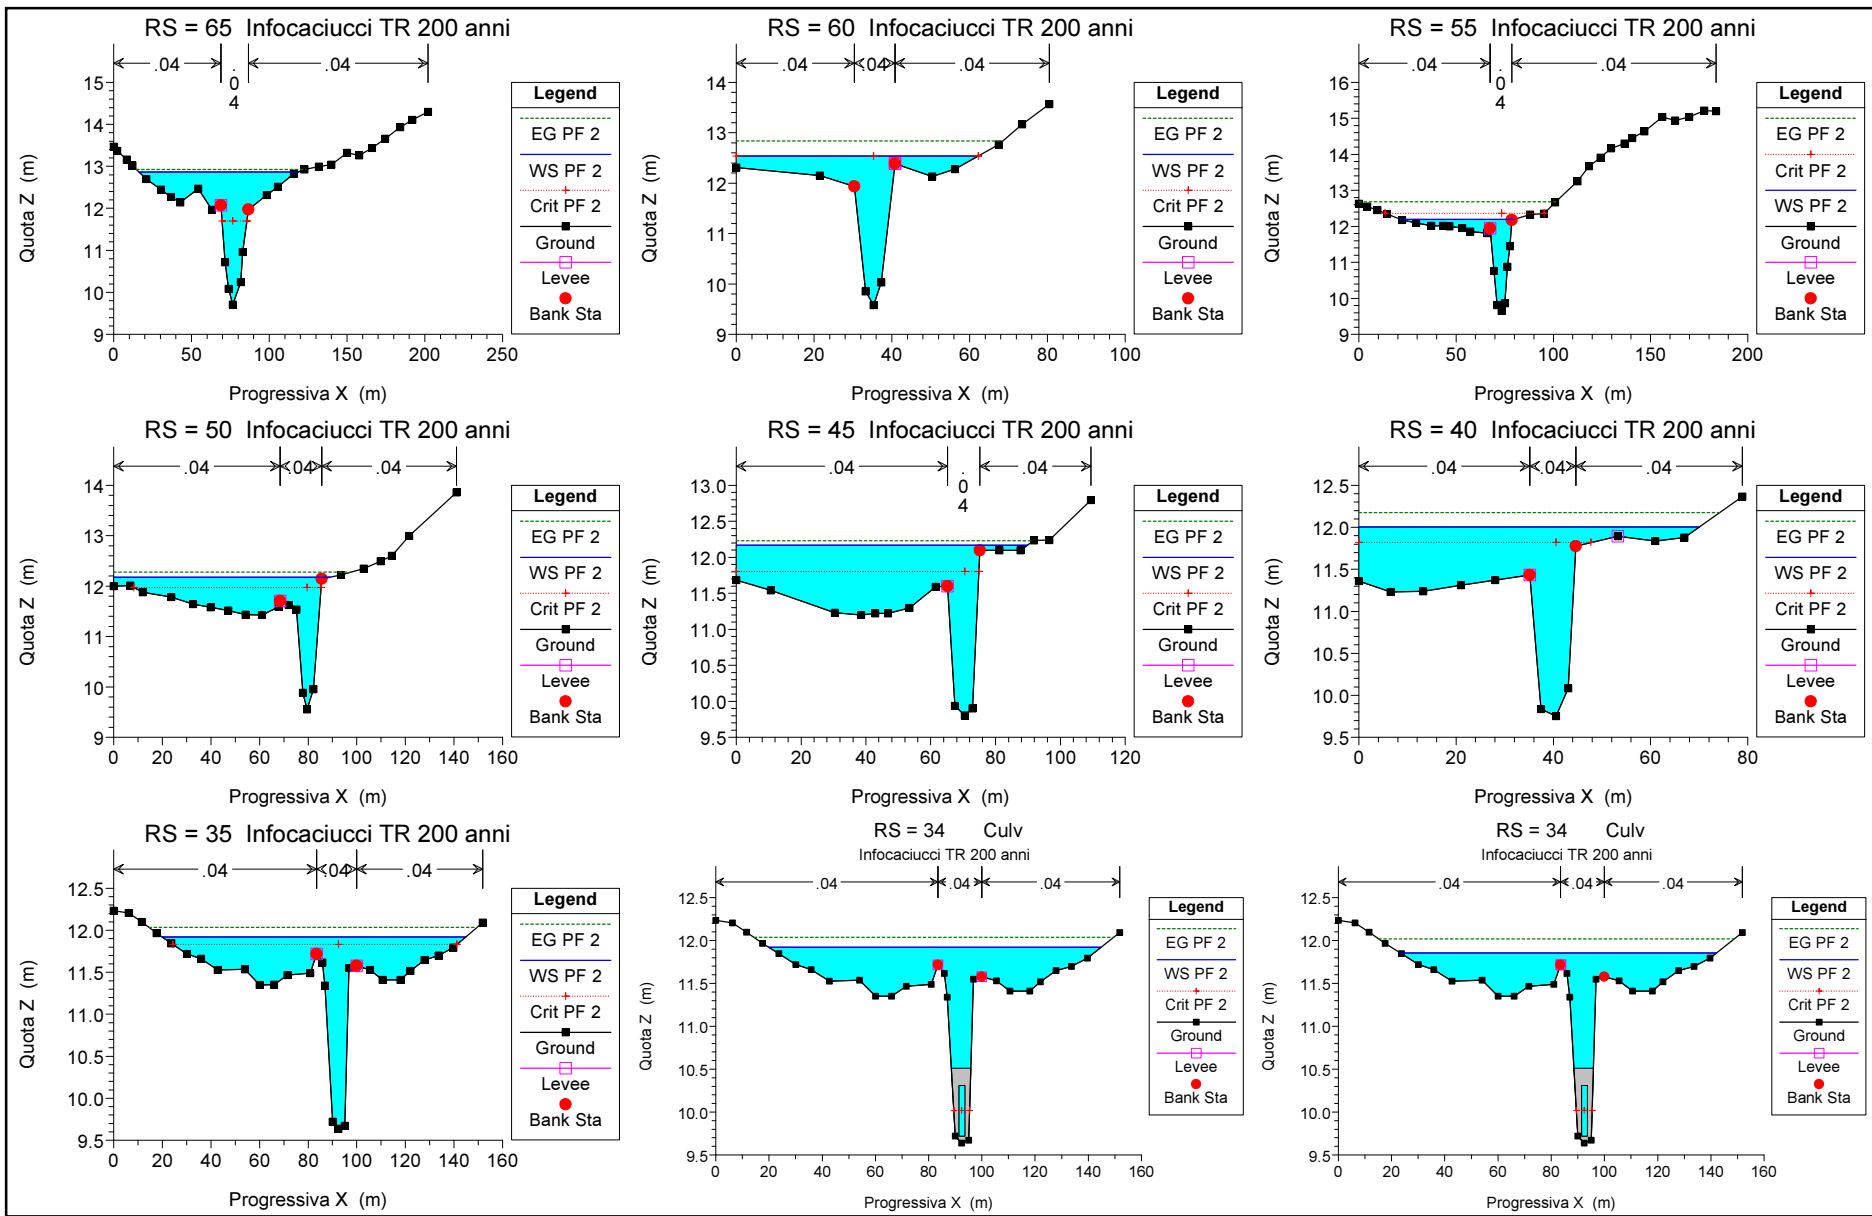 RS = 65 Infocaciucci TR 200 anni
.04
.04
.04
Quota Z (m)
15
14
13
12
11
10
9
0
50
100
150
200
250
Progressiva X (m)
Legend
EG PF 2
WS PF 2
Crit PF 2
Ground
Levee
Bank Sta
RS = 60 Infocaciucci TR 200 anni
.04
.04
.04
Quota Z (m)
14
13
12
11
10
9
0
20
40
60
80
100
Progressiva X (m)
Legend
EG PF 2
WS PF 2
Crit PF 2
Ground
Levee
Bank Sta
RS = 55 Infocaciucci TR 200 anni
.04
.04
.04
Quota Z (m)
16
15
14
13
12
11
10
9
0
50
100
150
200
Progressiva X (m)
Legend
EG PF 2
Crit PF 2
WS PF 2
Ground
Levee
Bank Sta
RS = 50 Infocaciucci TR 200 anni
.04
.04
.04
Quota Z (m)
14
13
12
11
10
9
0
20
40
60
80
100
120
140
160
Progressiva X (m)
Legend
EG PF 2
WS PF 2
Crit PF 2
Ground
Levee
Bank Sta
RS = 45 Infocaciucci TR 200 anni
.04
.04
.04
Quota Z (m)
13.0
12.5
12.0
11.5
11.0
10.5
10.0
9.5
0
20
40
60
80
100
120
Progressiva X (m)
Legend
EG PF 2
WS PF 2
Crit PF 2
Ground
Levee
Bank Sta
RS = 40 Infocaciucci TR 200 anni
.04
.04
.04
Quota Z (m)
12.5
12.0
11.5
11.0
10.5
10.0
9.5
0
20
40
60
80
Progressiva X (m)
Legend
EG PF 2
WS PF 2
Crit PF 2
Ground
Levee
Bank Sta
RS = 35 Infocaciucci TR 200 anni
.04
.04
.04
Quota Z (m)
12.5
12.0
11.5
11.0
10.5
10.0
9.5
0
20
40
60
80
100
120
140
160
Progressiva X (m)
Legend
EG PF 2
WS PF 2
Crit PF 2
Ground
Levee
Bank Sta
RS = 34 Culv
Infocaciucci TR 200 anni
.04
.04
.04
Quota Z (m)
12.5
12.0
11.5
11.0
10.5
10.0
9.5
0
20
40
60
80
100
120
140
160
Progressiva X (m)
Legend
EG PF 2
WS PF 2
Crit PF 2
Ground
Levee
Bank Sta
RS = 34 Culv
Infocaciucci TR 200 anni
.04
.04
.04
Quota Z (m)
12.5
12.0
11.5
11.0
10.5
10.0
9.5
0
20
40
60
80
100
120
140
160
Progressiva X (m)
Legend
EG PF 2
WS PF 2
Crit PF 2
Ground
Levee
Bank Sta